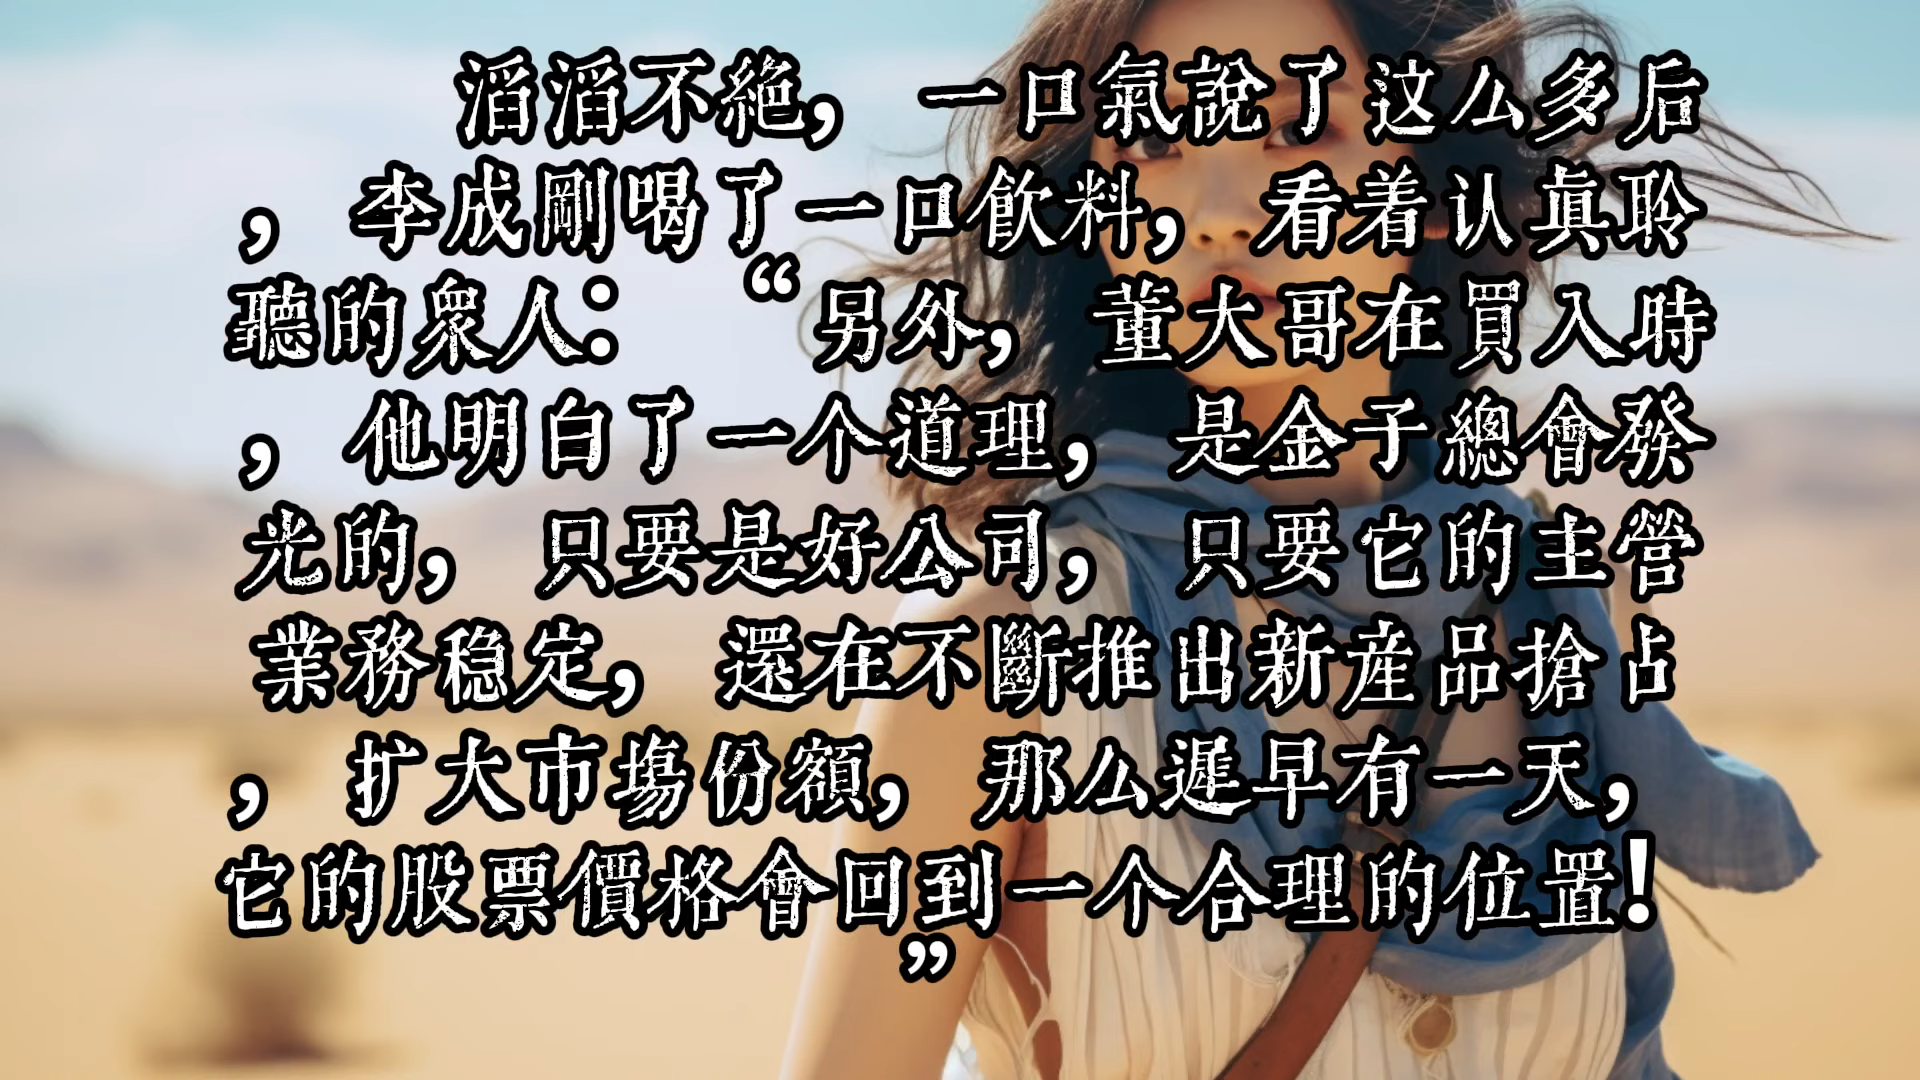 滔滔不絶，一口氣說了这么多后
，李成剛喝了一口飲料，看着认眞聆
聽的衆人：“另外，董大哥在買入時
，他明白了一个道理，是金子總會發
光的，只要是好公司，只要它的主營
業務稳定，還在不斷推出新産品搶占
，扩大市場份額，那么遲早有一天，
它的股票價格會回到一个合理的位置！
”